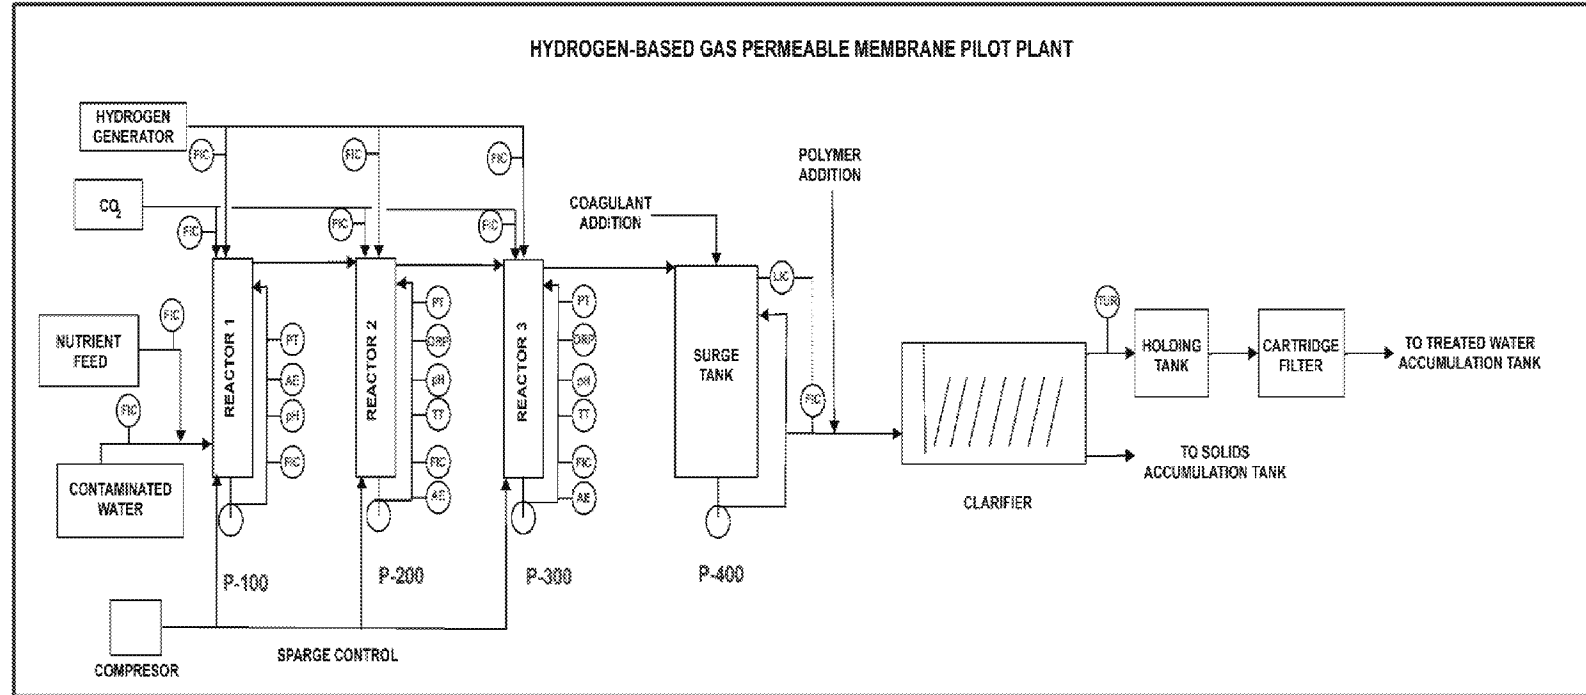 HYDROGEN-BASED GAS PERMEABLE MEMBRANE PILOT PLANT
HYDROGEN
GENERATOR
FIC
FIC
FIC
CO2
FIC
FIC
FIC
COAGULANT
ADDITION
POLYMER
ADDITION
NUTRIENT
FEED
FIC
FIC
CONTAMINATED
WATER
REACTOR 1
PT
AE
pH
FIC
REACTOR 2
PT
ORP
pH
TT
FIC
AE
REACTOR 3
PT
ORP
pH
TT
FIC
AE
SURGE
TANK
LIC
FIC
TUR
HOLDING
TANK
CARTRIDGE
FILTER
TO TREATED WATER
ACCUMULATION TANK
TO SOLIDS
ACCUMULATION TANK
CLARIFIER
P-100
P-200
P-300
P-400
COMPRESOR
SPARGE CONTROL